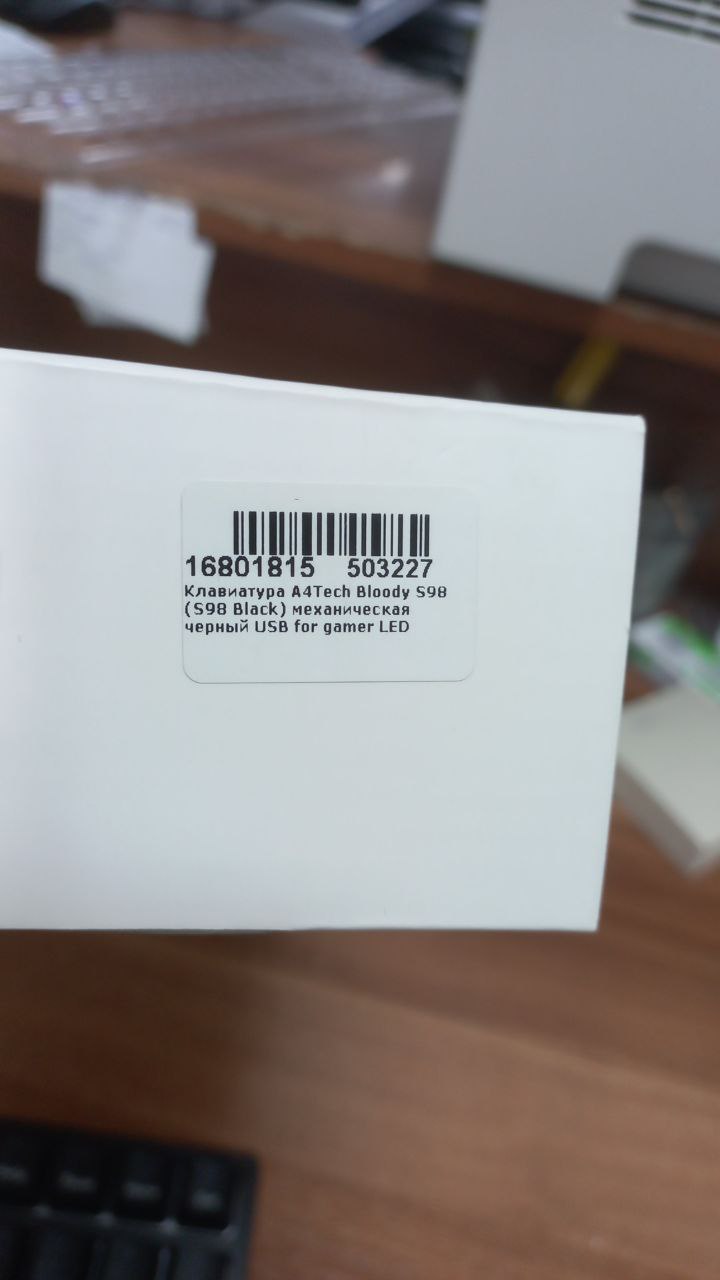 16801815 503227
Клавиатура A4Tech Bloody S98
(S98 Black) механическая
черный USB for gamer LED